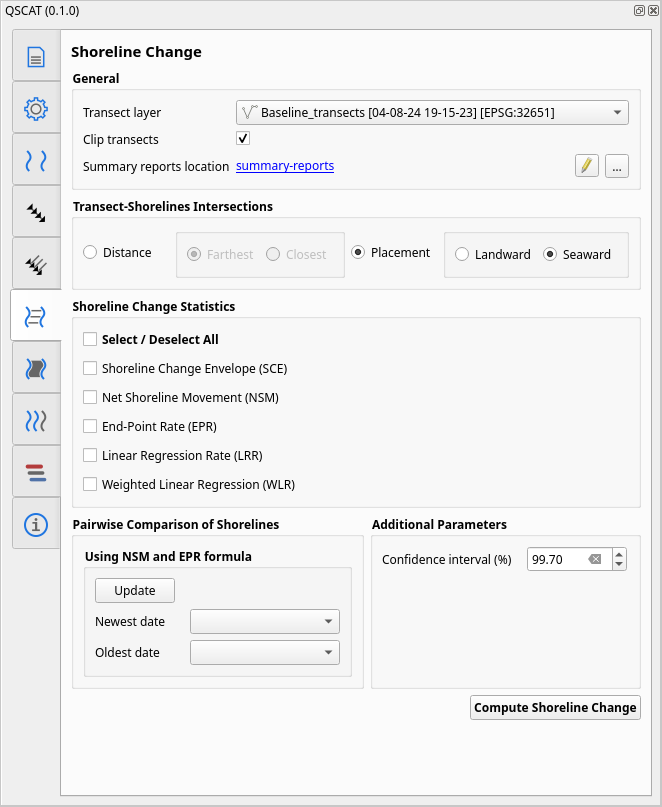 QSCAT (0.1.0)
Shoreline Change
General
Transect layer Baseline_transects [04-08-24 19-15-23] [EPSG:32651]
Clip transects
Summary reports location summary-reports ...
Transect-Shorelines Intersections
Distance Farthest Closest Placement Landward Seaward
Shoreline Change Statistics
Select / Deselect All
Shoreline Change Envelope (SCE)
Net Shoreline Movement (NSM)
End-Point Rate (EPR)
Linear Regression Rate (LRR)
Weighted Linear Regression (WLR)
Pairwise Comparison of Shorelines
Using NSM and EPR formula
Update
Newest date
Oldest date
Additional Parameters
Confidence interval (%) 99.70
Compute Shoreline Change